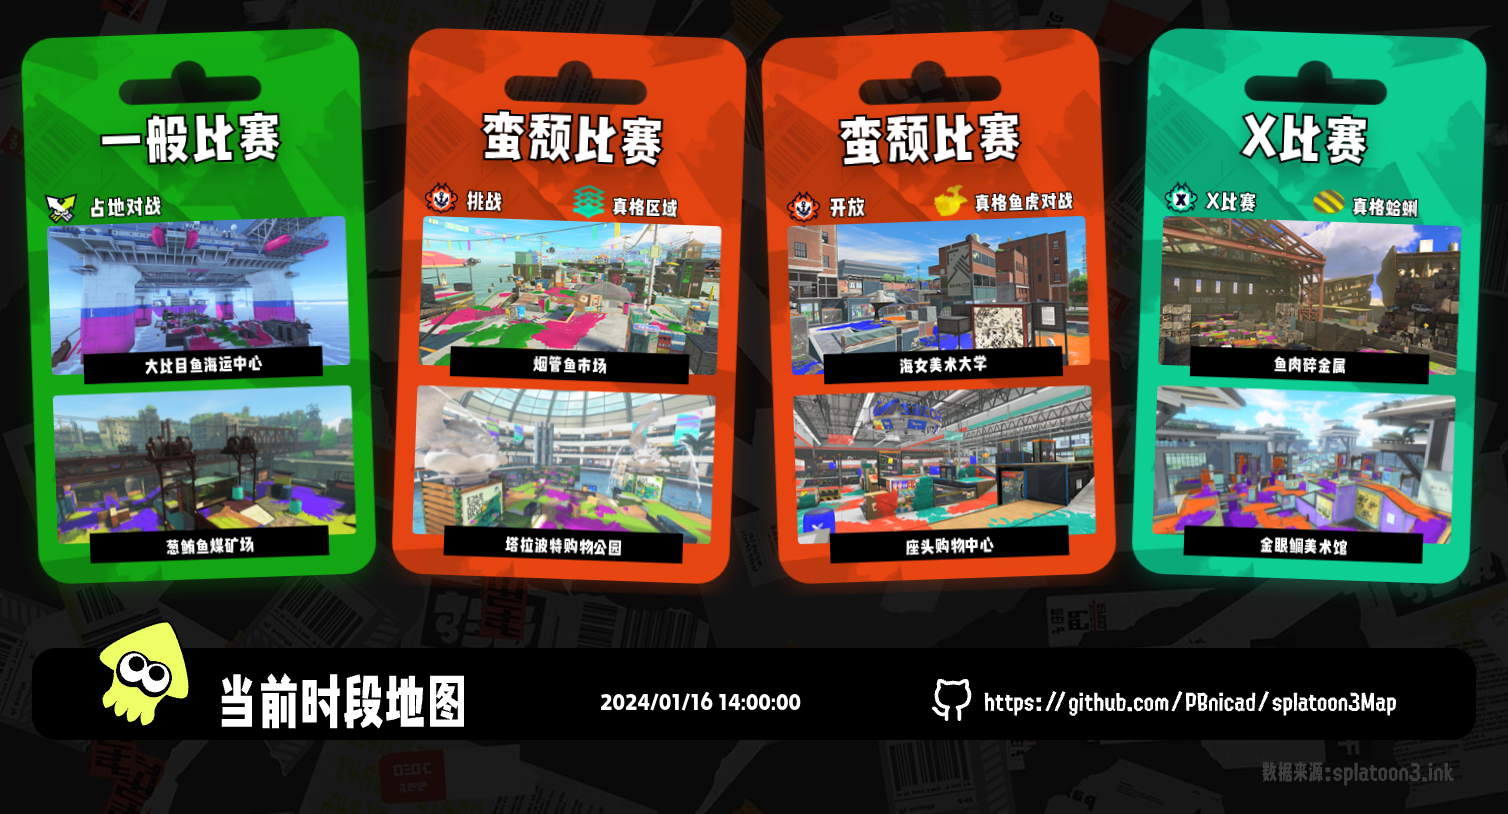 一般比赛
占地对战
大比目鱼海运中心
葱鲔鱼煤矿场
蛮颓比赛
挑战
真格区域
烟管鱼市场
塔拉波特购物公园
蛮颓比赛
开放
真格鱼虎对战
海女美术大学
座头购物中心
X比赛
X比赛
真格蛤蜊
鱼肉碎金属
金眼鲷美术馆
当前时段地图
2024/01/16 14:00:00
https://github.com/PBnicad/splatoon3Map
数据来源:splatoon3.ink